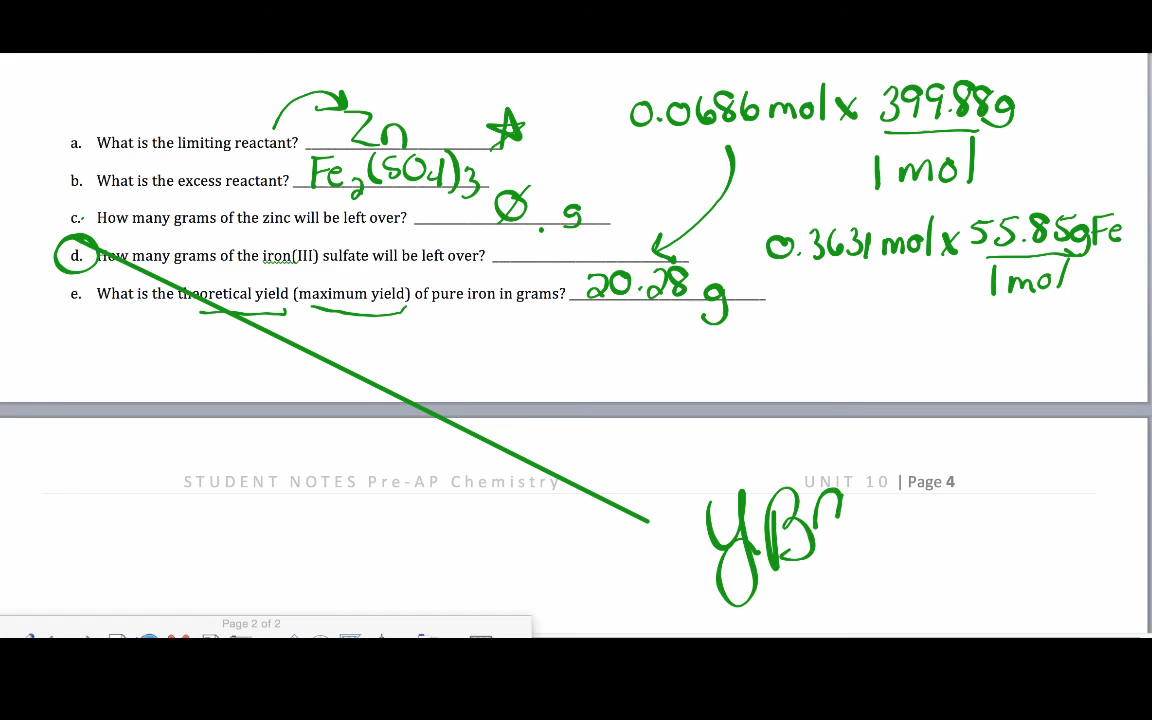 0.0686 mol x 399.88g
1 mol
a. What is the limiting reactant? Zn
b. What is the excess reactant? Fe2(SO4)3
c. How many grams of the zinc will be left over? 0. g
0.3631 mol x 55.85g Fe
1 mol
d. How many grams of the iron(III) sulfate will be left over?
e. What is the theoretical yield (maximum yield) of pure iron in grams? 20.28 g
STUDENT NOTES Pre-AP Chemistry UNIT 10 | Page 4
YBn
Page 2 of 2